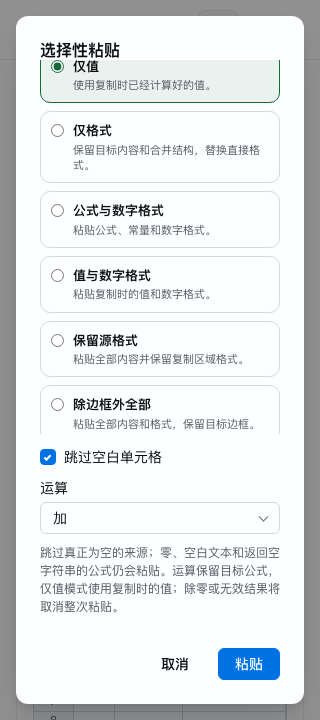 选择性粘贴
仅值
使用复制时已经计算好的值。
仅格式
保留目标内容和合并结构，替换直接格
式。
公式与数字格式
粘贴公式、常量和数字格式。
值与数字格式
粘贴复制时的值和数字格式。
保留源格式
粘贴全部内容并保留复制区域格式。
除边框外全部
粘贴全部内容和格式，保留目标边框。
跳过空白单元格
运算
加
跳过真正为空的来源；零、空白文本和返回空
字符串的公式仍会粘贴。运算保留目标公式，
仅值模式使用复制时的值；除零或无效结果将
取消整次粘贴。
取消 粘贴